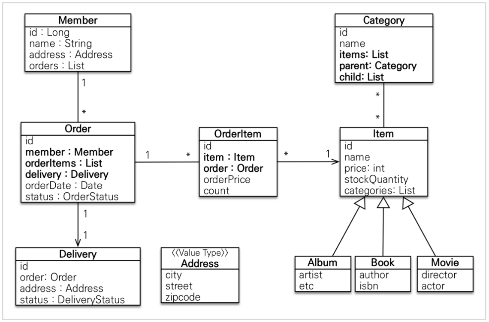 Member
id : Long
name : String
address : Address
orders : List
Category
id
name
items: List
parent: Category
child: List
1
*
*
*
Order
id
member : Member
orderItems : List
delivery : Delivery
orderDate : Date
status : OrderStatus
1
*
OrderItem
id
item : Item
order : Order
orderPrice
count
*
1
Item
id
name
price: int
stockQuantity
categories: List
1
1
Delivery
id
order: Order
address : Address
status : DeliveryStatus
⟨⟨Value Type⟩⟩
Address
city
street
zipcode
Album
artist
etc
Book
author
isbn
Movie
director
actor